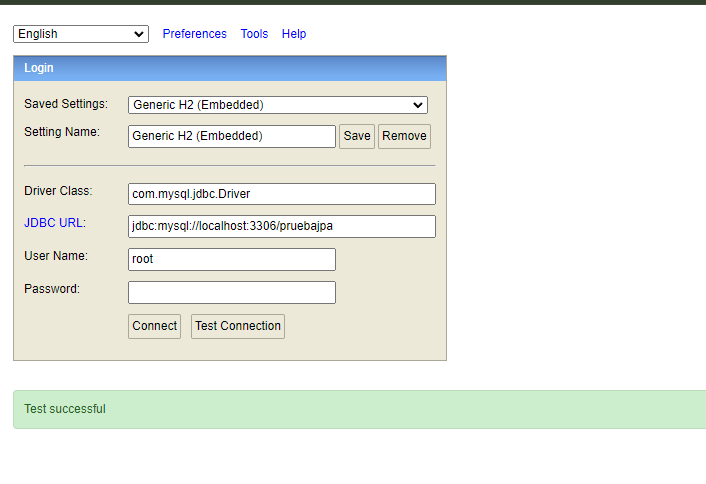 English Preferences Tools Help
Login
Saved Settings: Generic H2 (Embedded)
Setting Name: Generic H2 (Embedded) Save Remove
Driver Class: com.mysql.jdbc.Driver
JDBC URL: jdbc:mysql://localhost:3306/pruebajpa
User Name: root
Password:
Connect Test Connection
Test successful